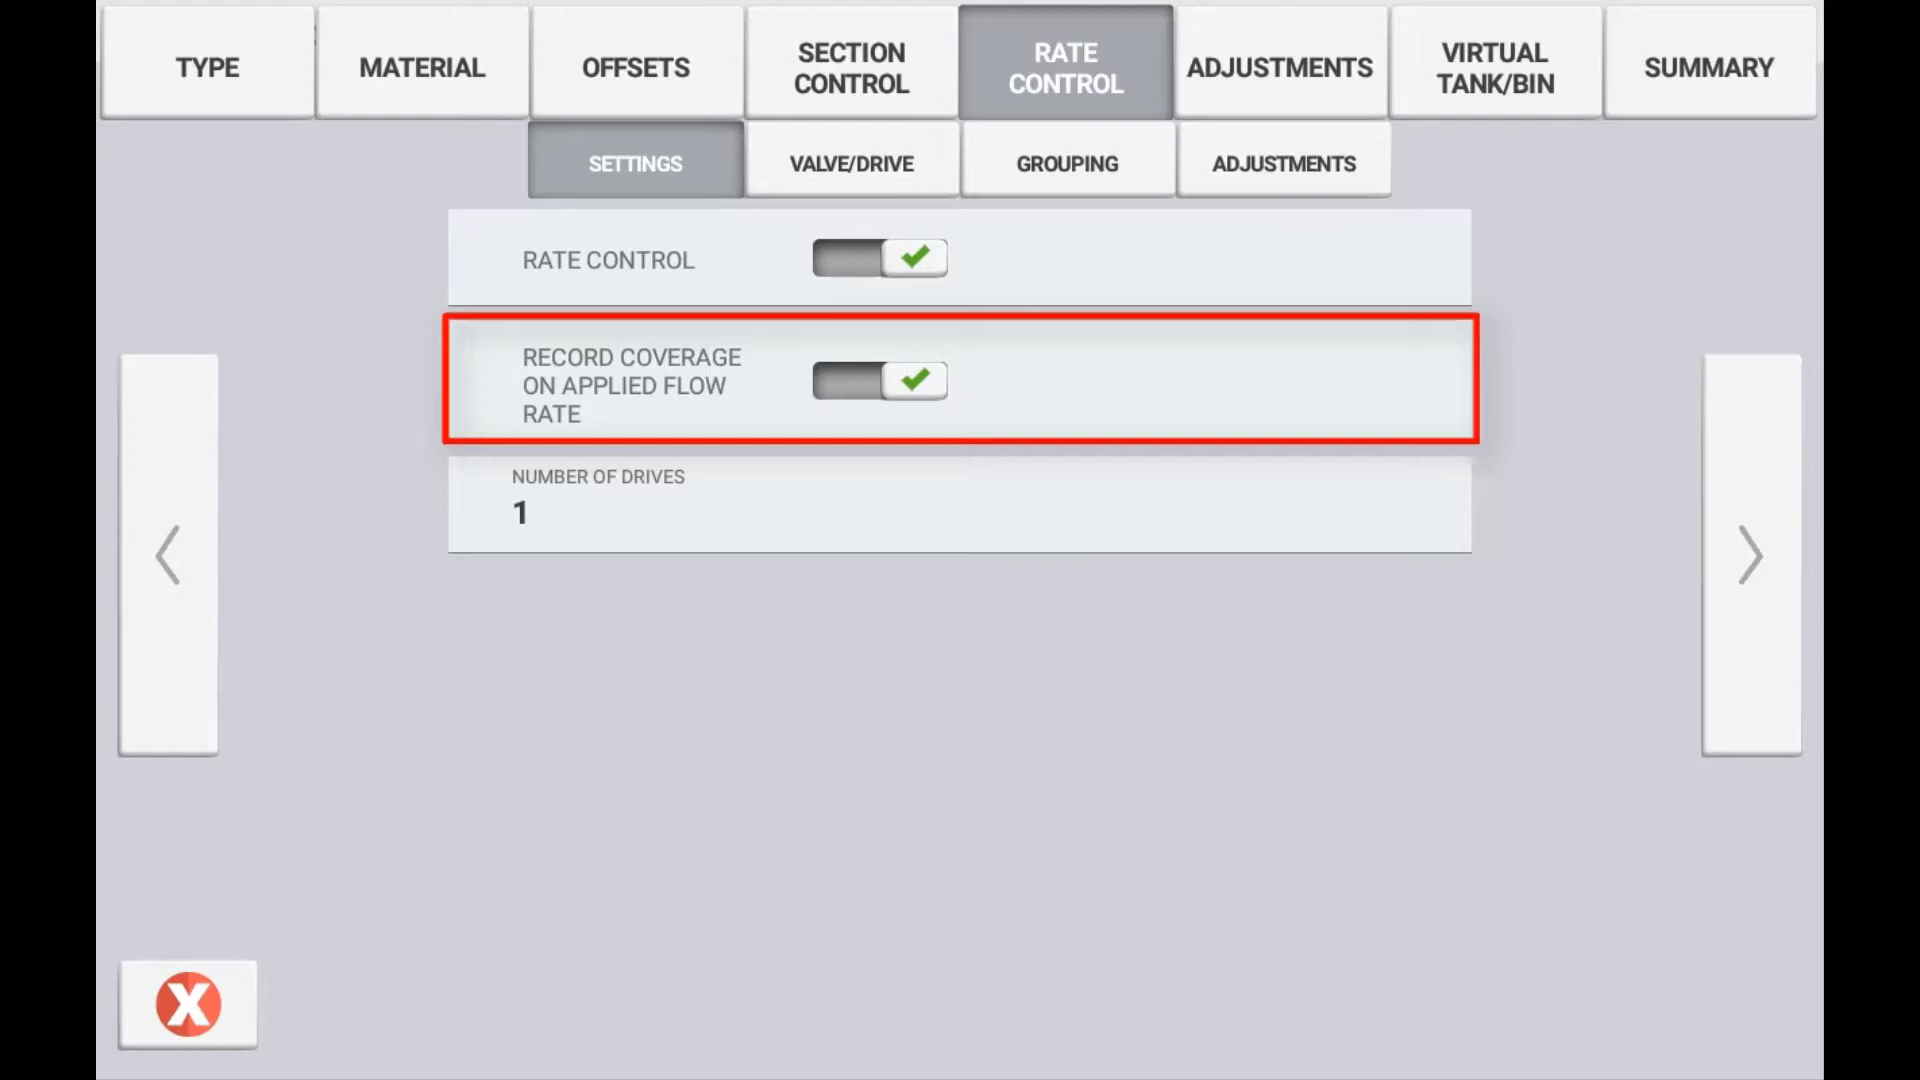 TYPE
MATERIAL
OFFSETS
SECTION
CONTROL
RATE
CONTROL
ADJUSTMENTS
VIRTUAL
TANK/BIN
SUMMARY
SETTINGS
VALVE/DRIVE
GROUPING
ADJUSTMENTS
RATE CONTROL
RECORD COVERAGE
ON APPLIED FLOW
RATE
NUMBER OF DRIVES
1
X